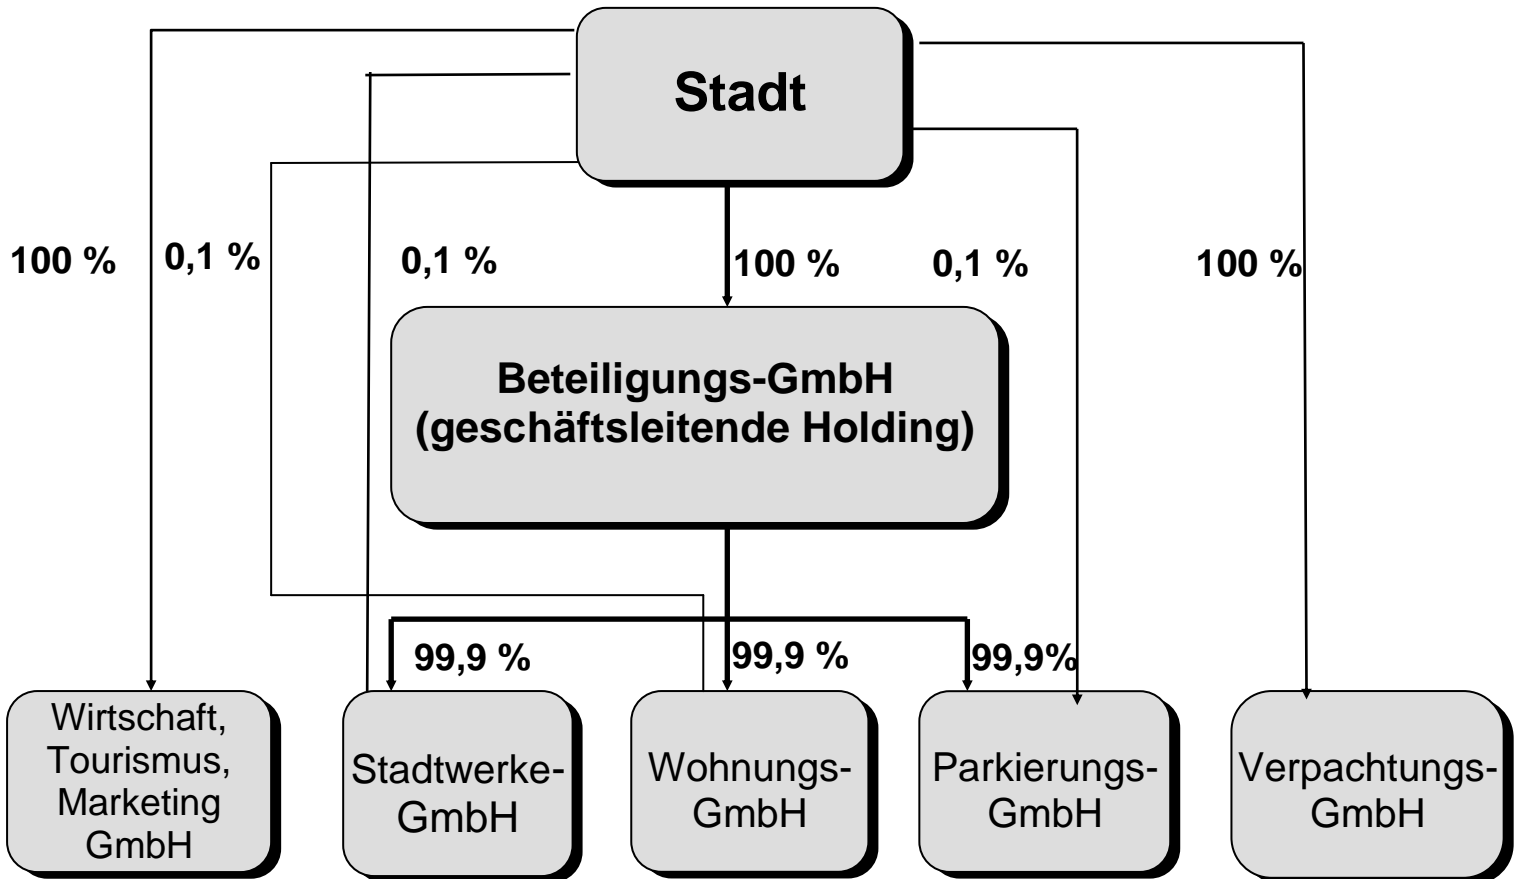 Stadt
100 %
0,1 %
0,1 %
100 %
0,1 %
100 %
Beteiligungs-GmbH
(geschäftsleitende Holding)
99,9 %
99,9 %
99,9%
Wirtschaft,
Tourismus,
Marketing
GmbH
Stadtwerke-
GmbH
Wohnungs-
GmbH
Parkierungs-
GmbH
Verpachtungs-
GmbH